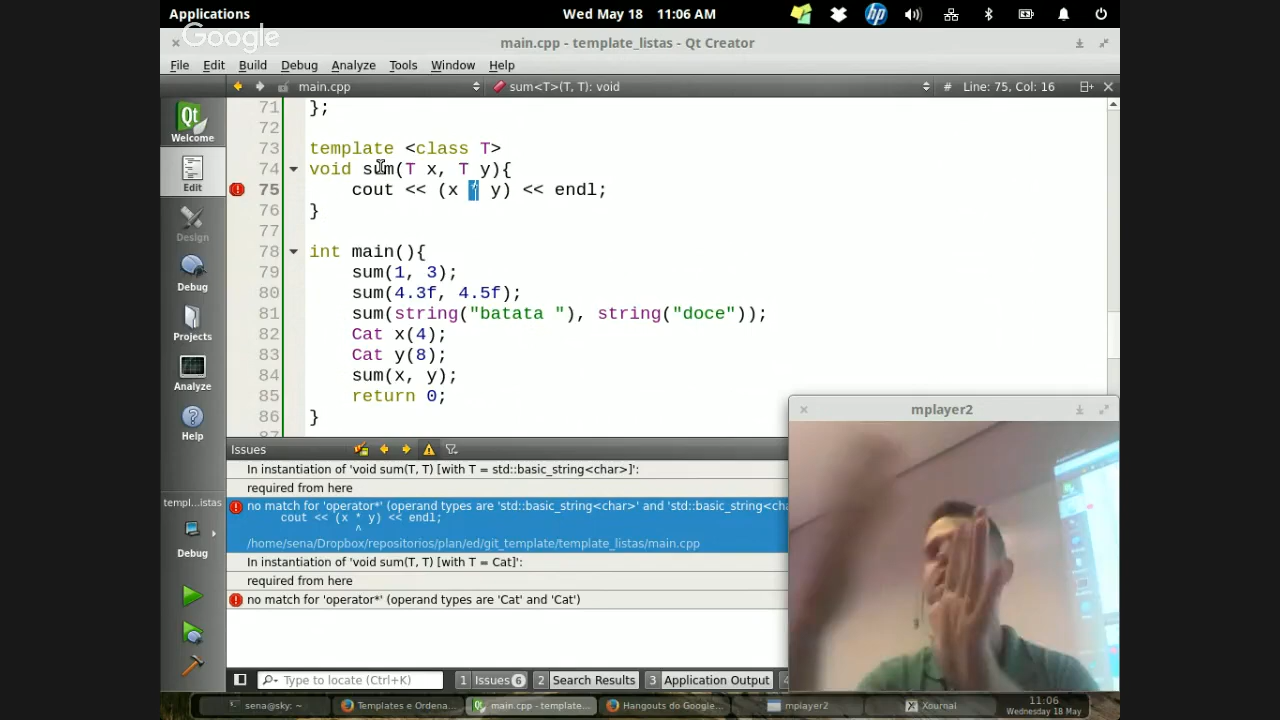 Applications
Wed May 18 11:06 AM
Google
main.cpp - template_listas - Qt Creator
File Edit Build Debug Analyze Tools Window Help
main.cpp
sum<T>(T, T): void
# Line: 75, Col: 16
Qt
Welcome
Edit
Design
Debug
Projects
Analyze
Help
templ...istas
Debug
71 };
72
73 template <class T>
74 void sum(T x, T y){
75 cout << (x * y) << endl;
76 }
77
78 int main(){
79 sum(1, 3);
80 sum(4.3f, 4.5f);
81 sum(string("batata "), string("doce"));
82 Cat x(4);
83 Cat y(8);
84 sum(x, y);
85 return 0;
86 }
87
Issues
In instantiation of 'void sum(T, T) [with T = std::basic_string<char>]':
required from here
no match for 'operator*' (operand types are 'std::basic_string<char>' and 'std::basic_string<cha
cout << (x * y) << endl;
^
/home/sena/Dropbox/repositorios/plan/ed/git_template/template_listas/main.cpp
In instantiation of 'void sum(T, T) [with T = Cat]':
required from here
no match for 'operator*' (operand types are 'Cat' and 'Cat')
mplayer2
Type to locate (Ctrl+K)
1 Issues 6
2 Search Results
3 Application Output
4
sena@sky: ~
Templates e Ordena...
main.cpp - template...
Hangouts do Google...
mplayer2
Xournal
11:06
Wednesday 18 May